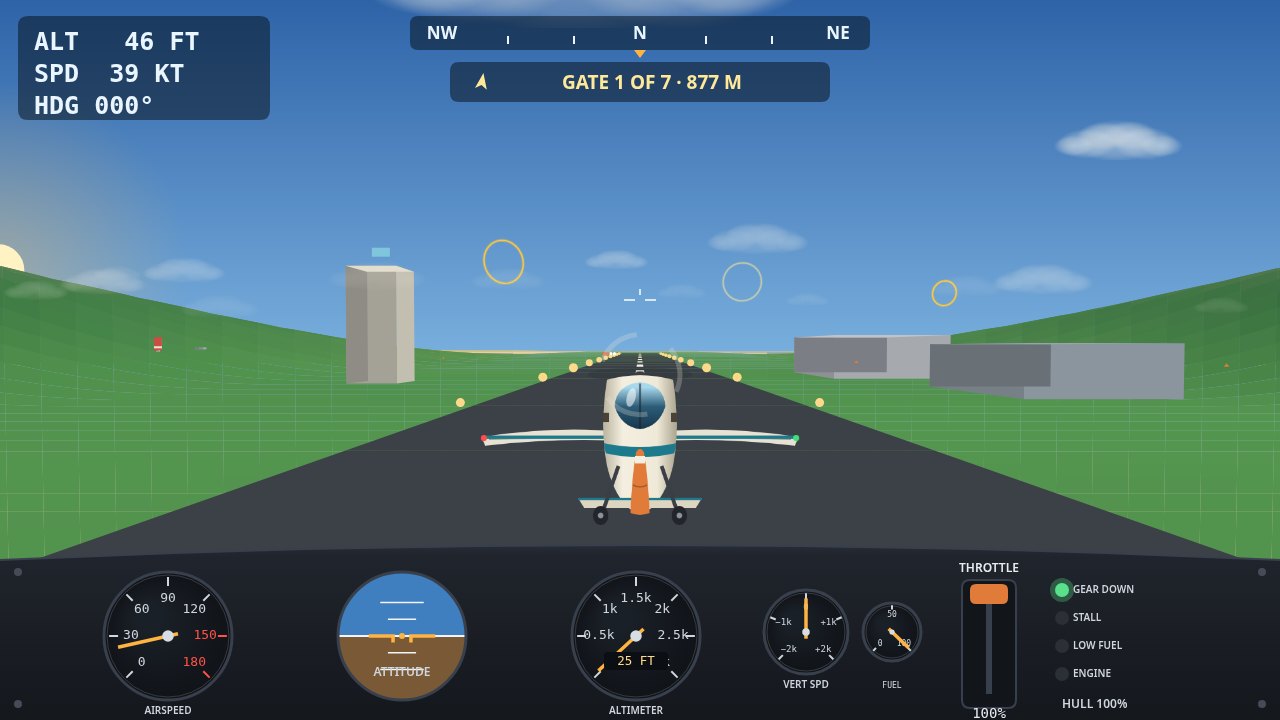 ALT 46 FT
SPD 39 KT
HDG 000°
NW N NE
GATE 1 OF 7 · 877 M
0 30 60 90 120 150 180
AIRSPEED
ATTITUDE
0.5k 1k 1.5k 2k 2.5k
25 FT
ALTIMETER
−1k +1k
−2k +2k
VERT SPD
0 50 100
FUEL
THROTTLE
100%
GEAR DOWN
STALL
LOW FUEL
ENGINE
HULL 100%